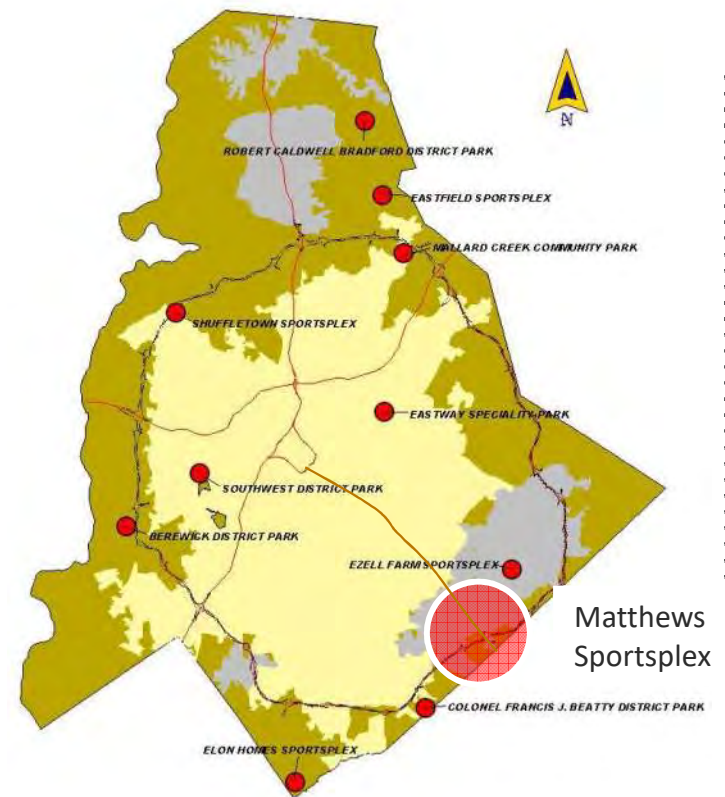 N
ROBERT CALDWELL BRADFORD DISTRICT PARK
EASTFIELD SPORTSPLEX
MALLARD CREEK COMMUNITY PARK
SHUFFLETOWN SPORTSPLEX
EASTWAY SPECIALITY PARK
SOUTHWEST DISTRICT PARK
BEREWICK DISTRICT PARK
EZELL FARM SPORTSPLEX
Matthews
Sportsplex
COLONEL FRANCIS J. BEATTY DISTRICT PARK
ELON HOMES SPORTSPLEX